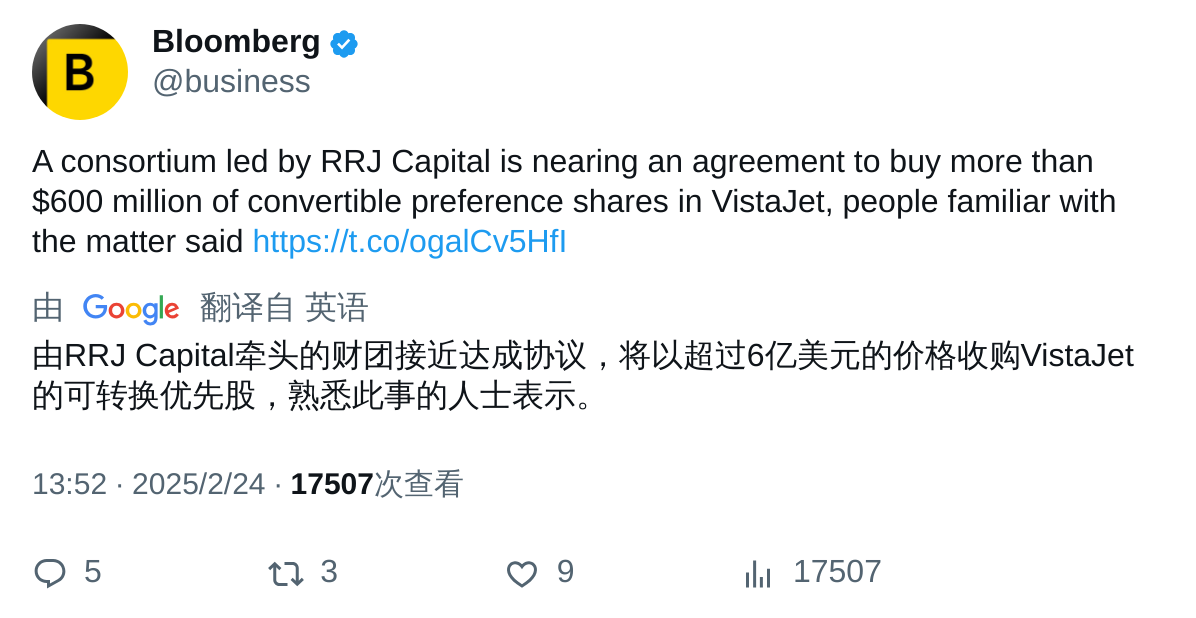 B
Bloomberg
@business
A consortium led by RRJ Capital is nearing an agreement to buy more than
$600 million of convertible preference shares in VistaJet, people familiar with
the matter said https://t.co/ogalCv5HfI
由 Google 翻译自 英语
由RRJ Capital牵头的财团接近达成协议，将以超过6亿美元的价格收购VistaJet
的可转换优先股，熟悉此事的人士表示。
13:52 · 2025/2/24 · 17507次查看
5 3 9 17507